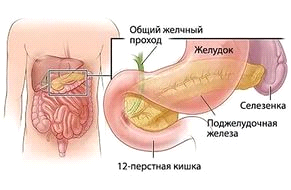 Общий желчный
проход
Желудок
Селезенка
Поджелудочная
железа
12-перстная кишка